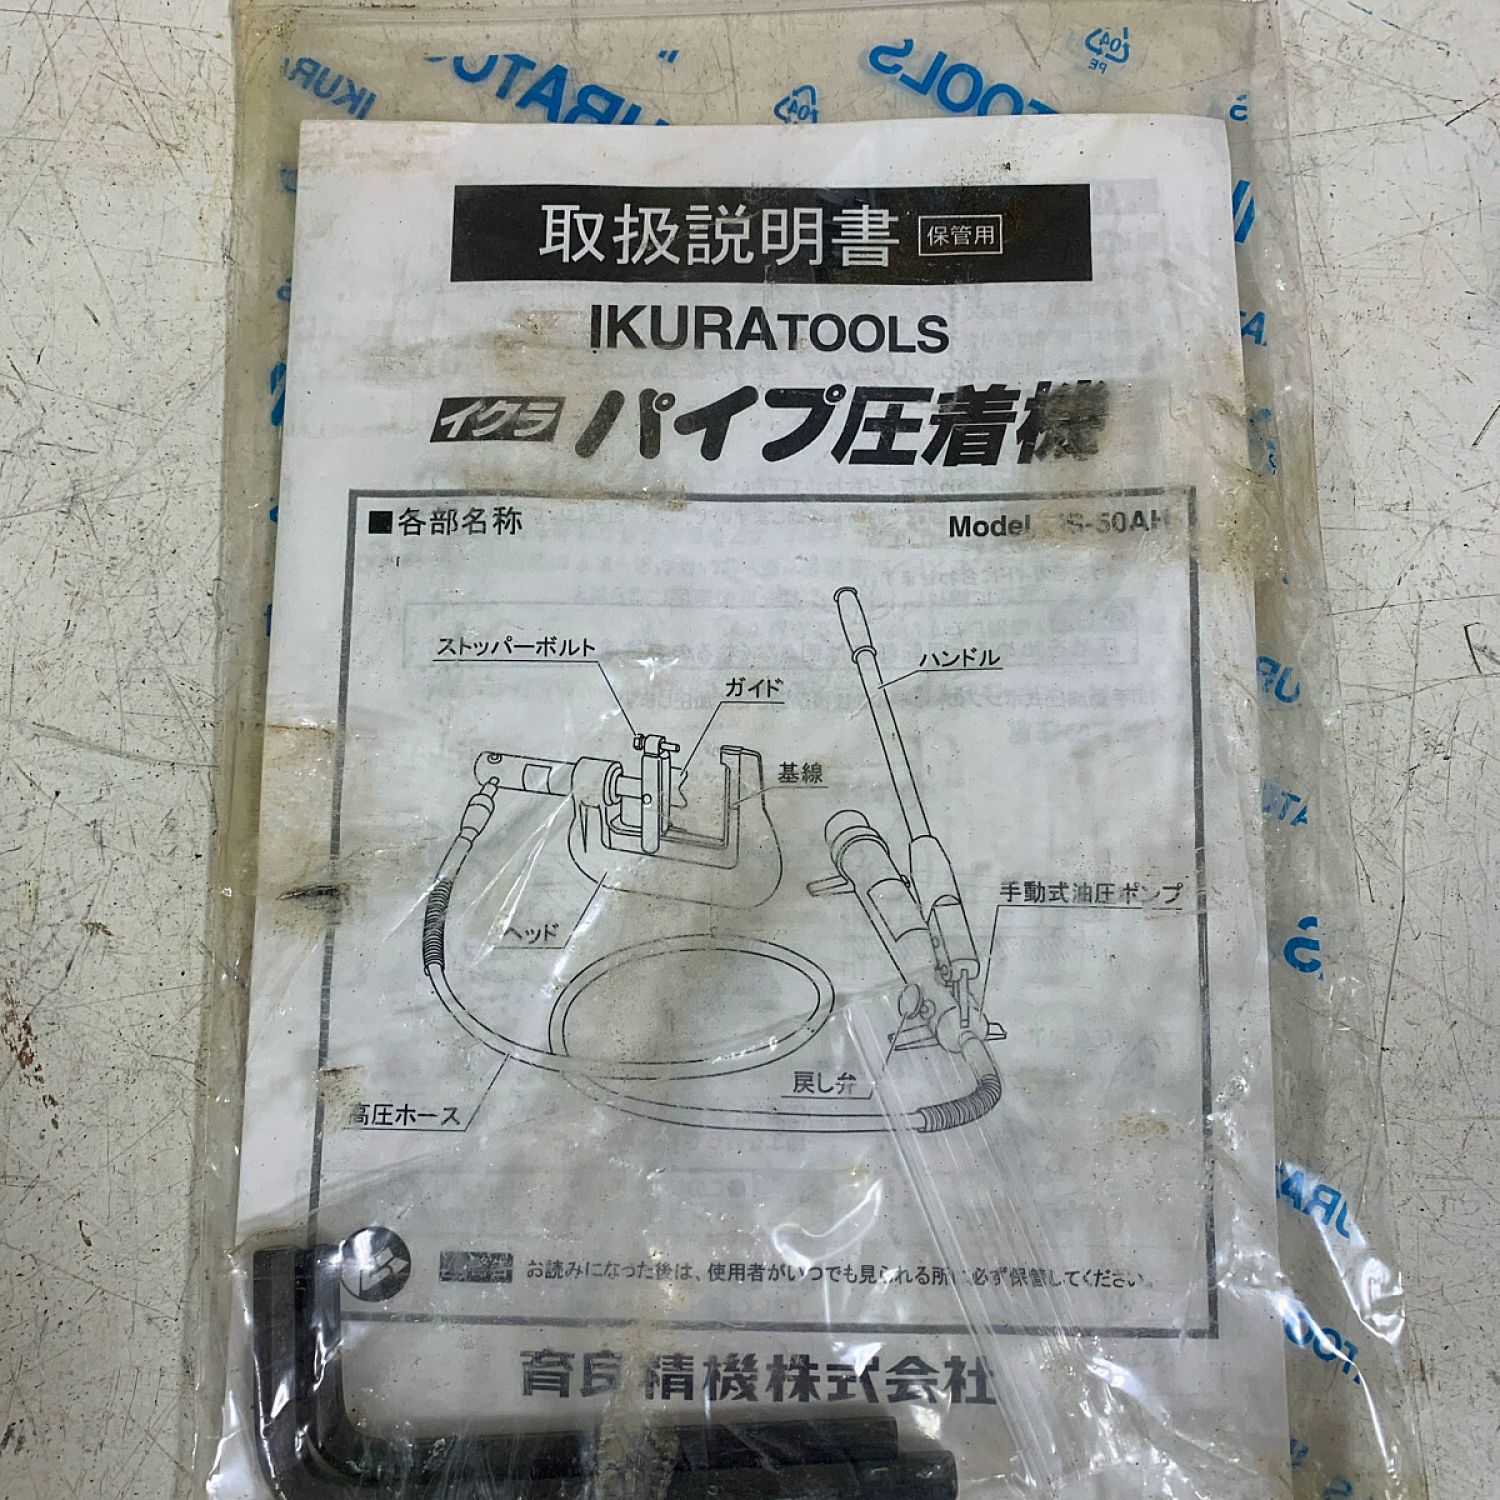 取扱説明書 保管用
IKURATOOLS
イクラ パイプ圧着機
■各部名称
Model IS-50AH
ストッパーボルト
ハンドル
ガイド
基線
手動式油圧ポンプ
ヘッド
戻し弁
高圧ホース
お読みになった後は、使用者がいつでも見られる所に必ず保管してください。
育良精機株式会社